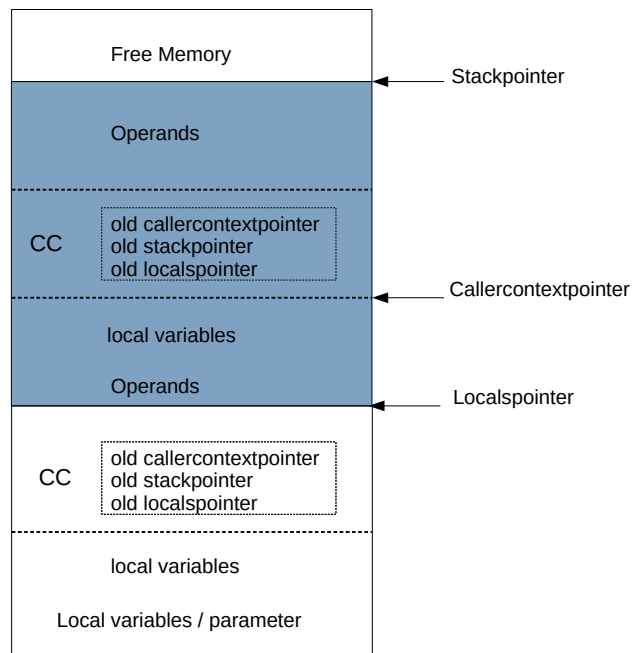 Free Memory
Stackpointer
Operands
CC
old callercontextpointer
old stackpointer
old localspointer
Callercontextpointer
local variables
Operands
Localspointer
CC
old callercontextpointer
old stackpointer
old localspointer
local variables
Local variables / parameter